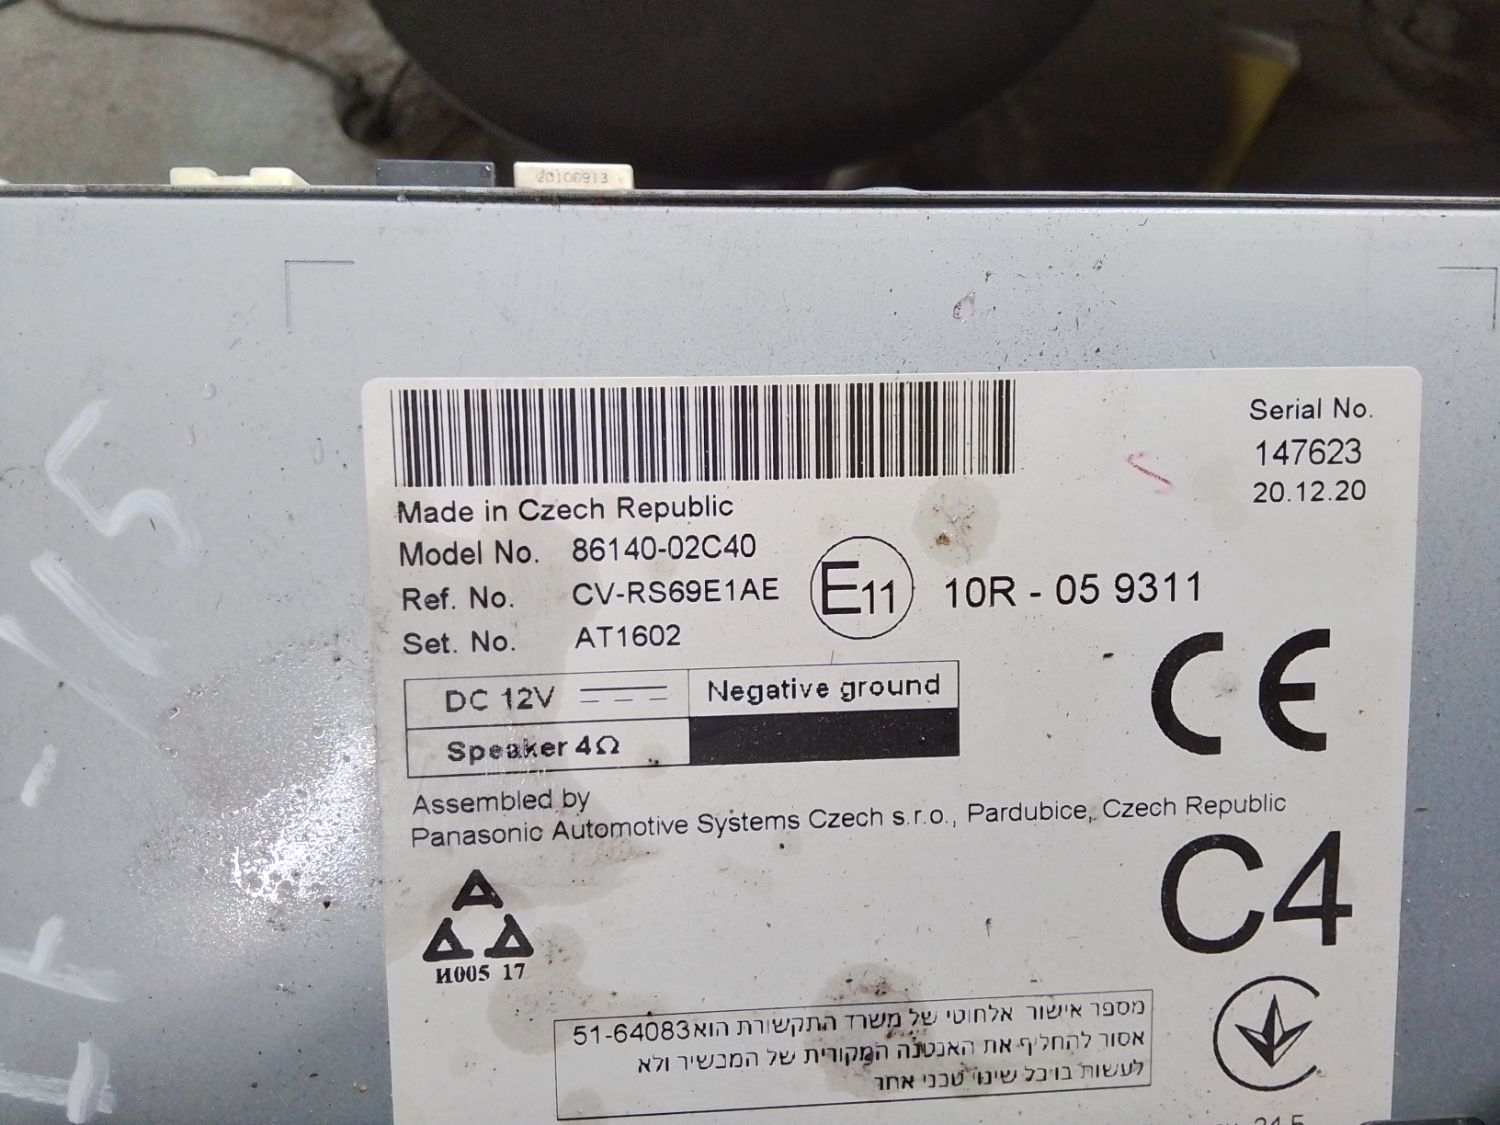 20100913
Serial No.
147623
20.12.20
Made in Czech Republic
Model No. 86140-02C40
Ref. No. CV-RS69E1AE
Set. No. AT1602
E11 10R - 05 9311
DC 12V Negative ground
Speaker 4Ω
CE
Assembled by
Panasonic Automotive Systems Czech s.r.o., Pardubice, Czech Republic
C4
И005 17
מספר אישור אלחוטי של משרד התקשורת הוא 51-64083
אסור להחליף את האנטנה המקורית של המכשיר ולא
לעשות בו כל שינוי טכני אחר